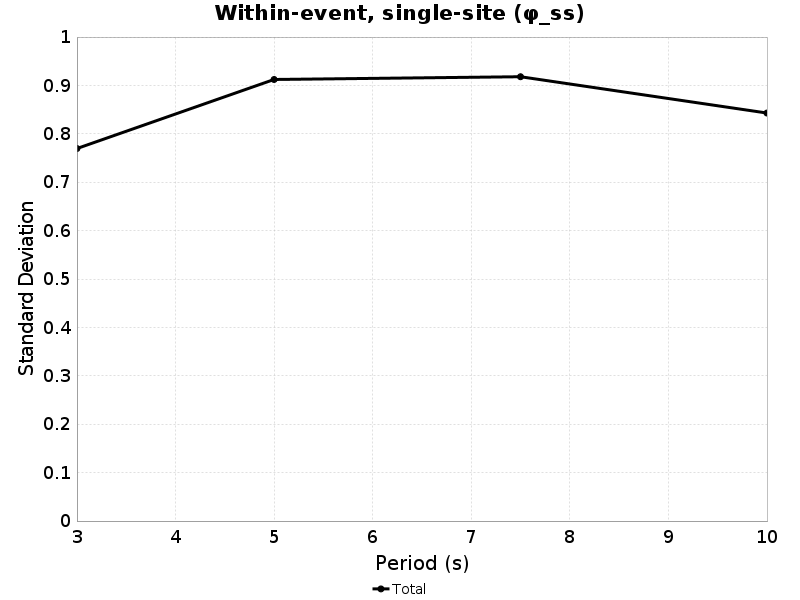 Within-event, single-site (φ_ss)
1
0.9
0.8
0.7
0.6
0.5
0.4
0.3
0.2
0.1
0
Standard Deviation
3 4 5 6 7 8 9 10
Period (s)
Total